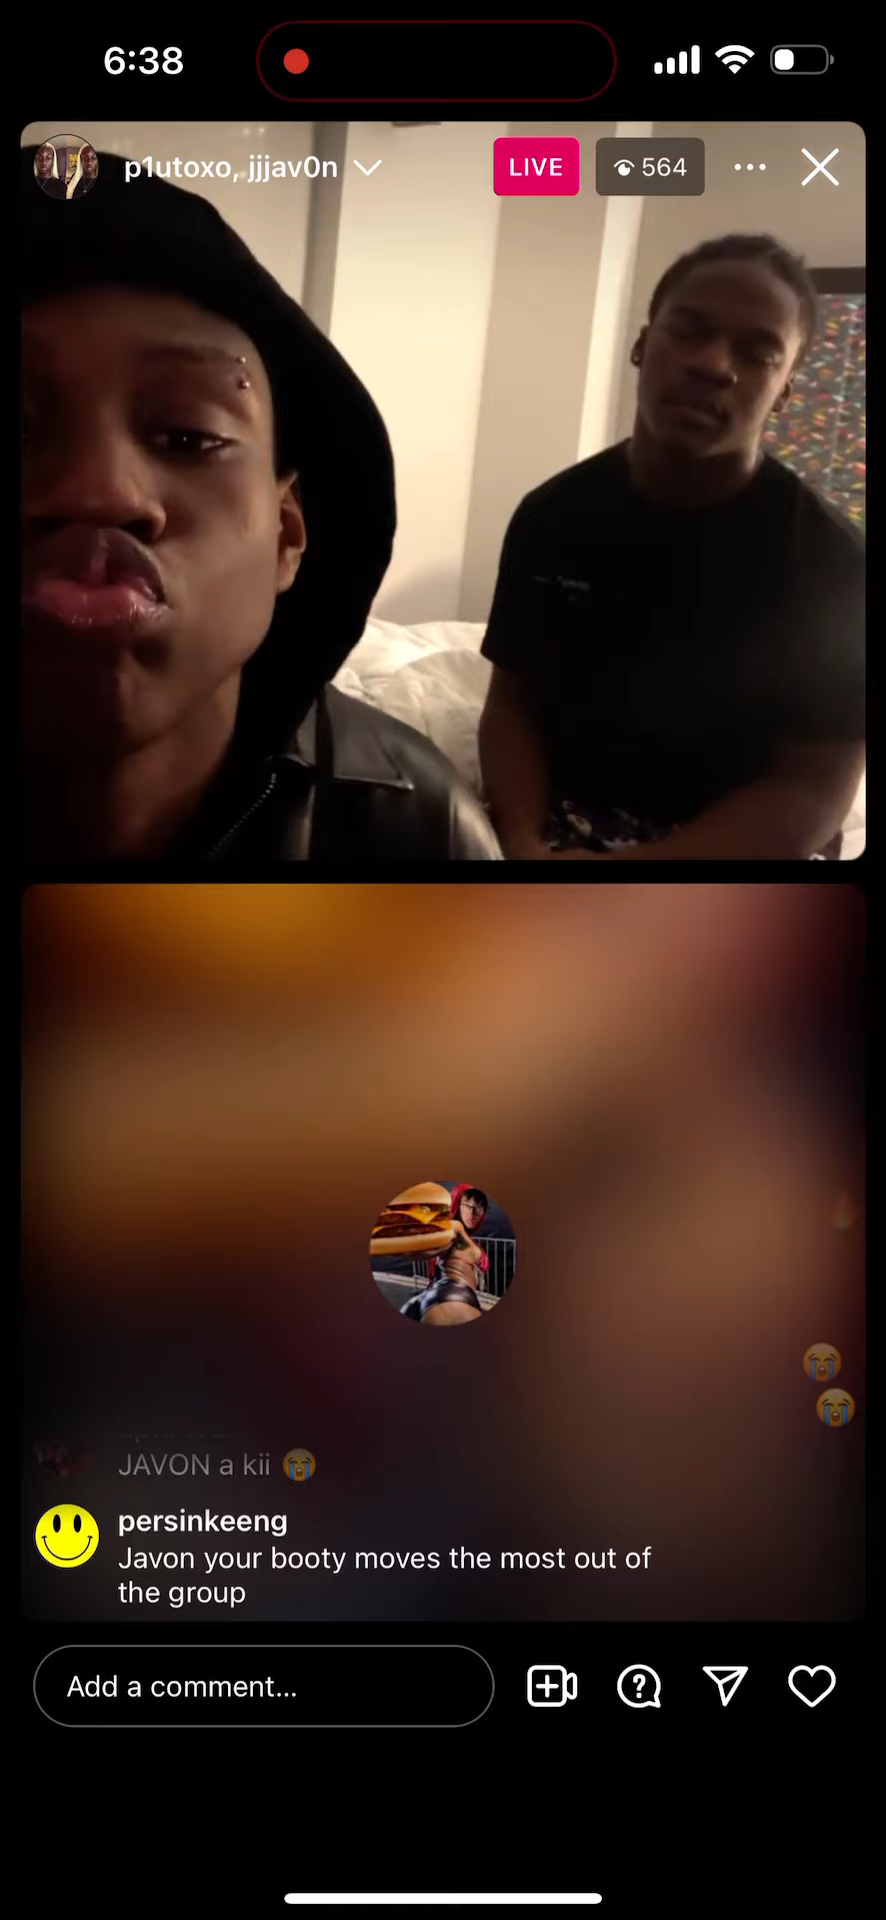 6:38
p1utoxo, jjjav0n
LIVE
564
JAVON a kii 😭
persinkeeng
Javon your booty moves the most out of
the group
Add a comment...